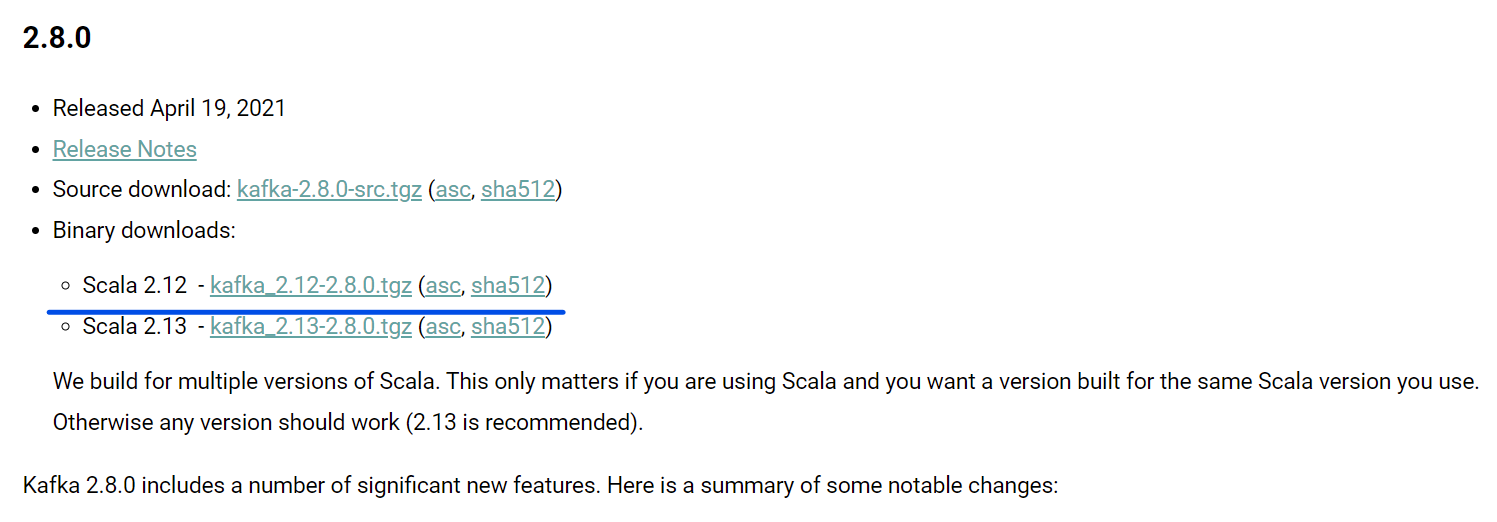 2.8.0
Released April 19, 2021
Release Notes
Source download: kafka-2.8.0-src.tgz (asc, sha512)
Binary downloads:
Scala 2.12 - kafka_2.12-2.8.0.tgz (asc, sha512)
Scala 2.13 - kafka_2.13-2.8.0.tgz (asc, sha512)
We build for multiple versions of Scala. This only matters if you are using Scala and you want a version built for the same Scala version you use.
Otherwise any version should work (2.13 is recommended).
Kafka 2.8.0 includes a number of significant new features. Here is a summary of some notable changes: